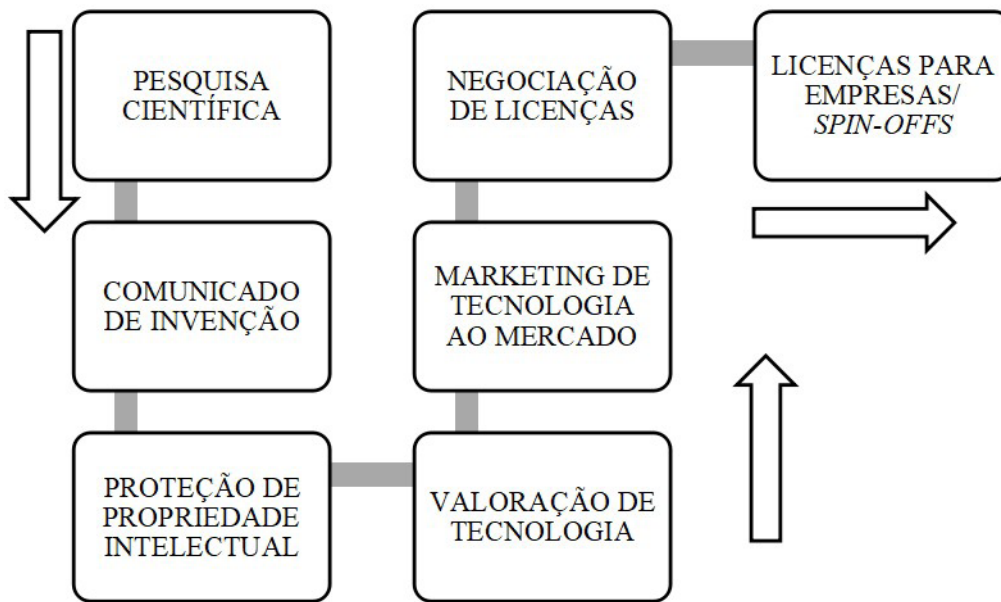 PESQUISA
CIENTÍFICA
COMUNICADO
DE INVENÇÃO
PROTEÇÃO DE
PROPRIEDADE
INTELECTUAL
VALORAÇÃO DE
TECNOLOGIA
MARKETING DE
TECNOLOGIA
AO MERCADO
NEGOCIAÇÃO
DE LICENÇAS
LICENÇAS PARA
EMPRESAS/
SPIN-OFFS